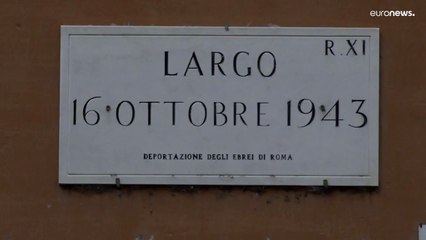 euronews.
R.XI
LARGO
16 OTTOBRE 1943
DEPORTAZIONE DEGLI EBREI DI ROMA